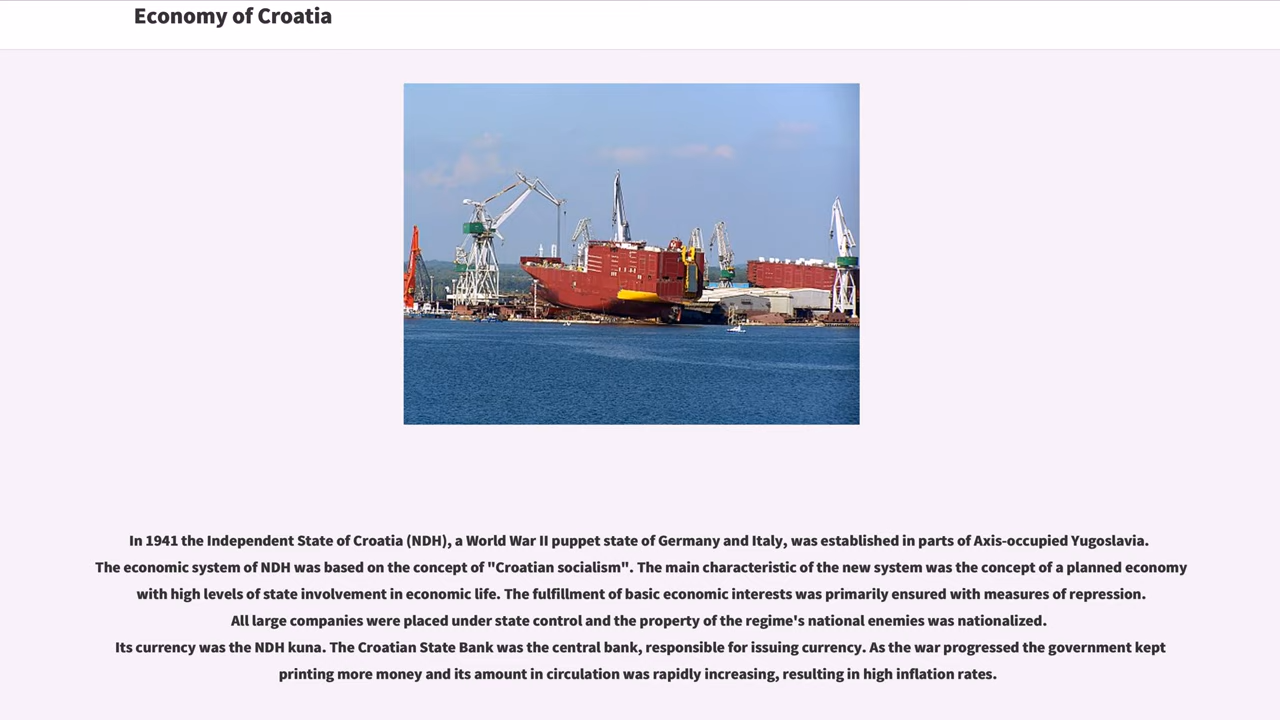 Economy of Croatia
In 1941 the Independent State of Croatia (NDH), a World War II puppet state of Germany and Italy, was established in parts of Axis-occupied Yugoslavia.
The economic system of NDH was based on the concept of "Croatian socialism". The main characteristic of the new system was the concept of a planned economy
with high levels of state involvement in economic life. The fulfillment of basic economic interests was primarily ensured with measures of repression.
All large companies were placed under state control and the property of the regime's national enemies was nationalized.
Its currency was the NDH kuna. The Croatian State Bank was the central bank, responsible for issuing currency. As the war progressed the government kept
printing more money and its amount in circulation was rapidly increasing, resulting in high inflation rates.